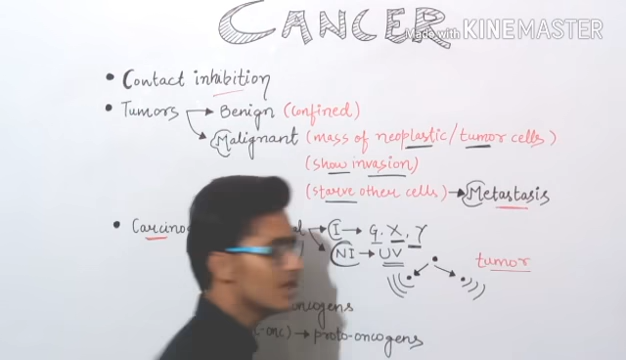 CANCER
Made with KINEMASTER
• Contact inhibition
• Tumors → Benign (confined)
→ Malignant (mass of neoplastic/tumor cells)
(show invasion)
(starve other cells) → Metastasis
• Carcino → I → G, X, γ
NI → UV
tumor
oncogens
c-onc) → proto-oncogens